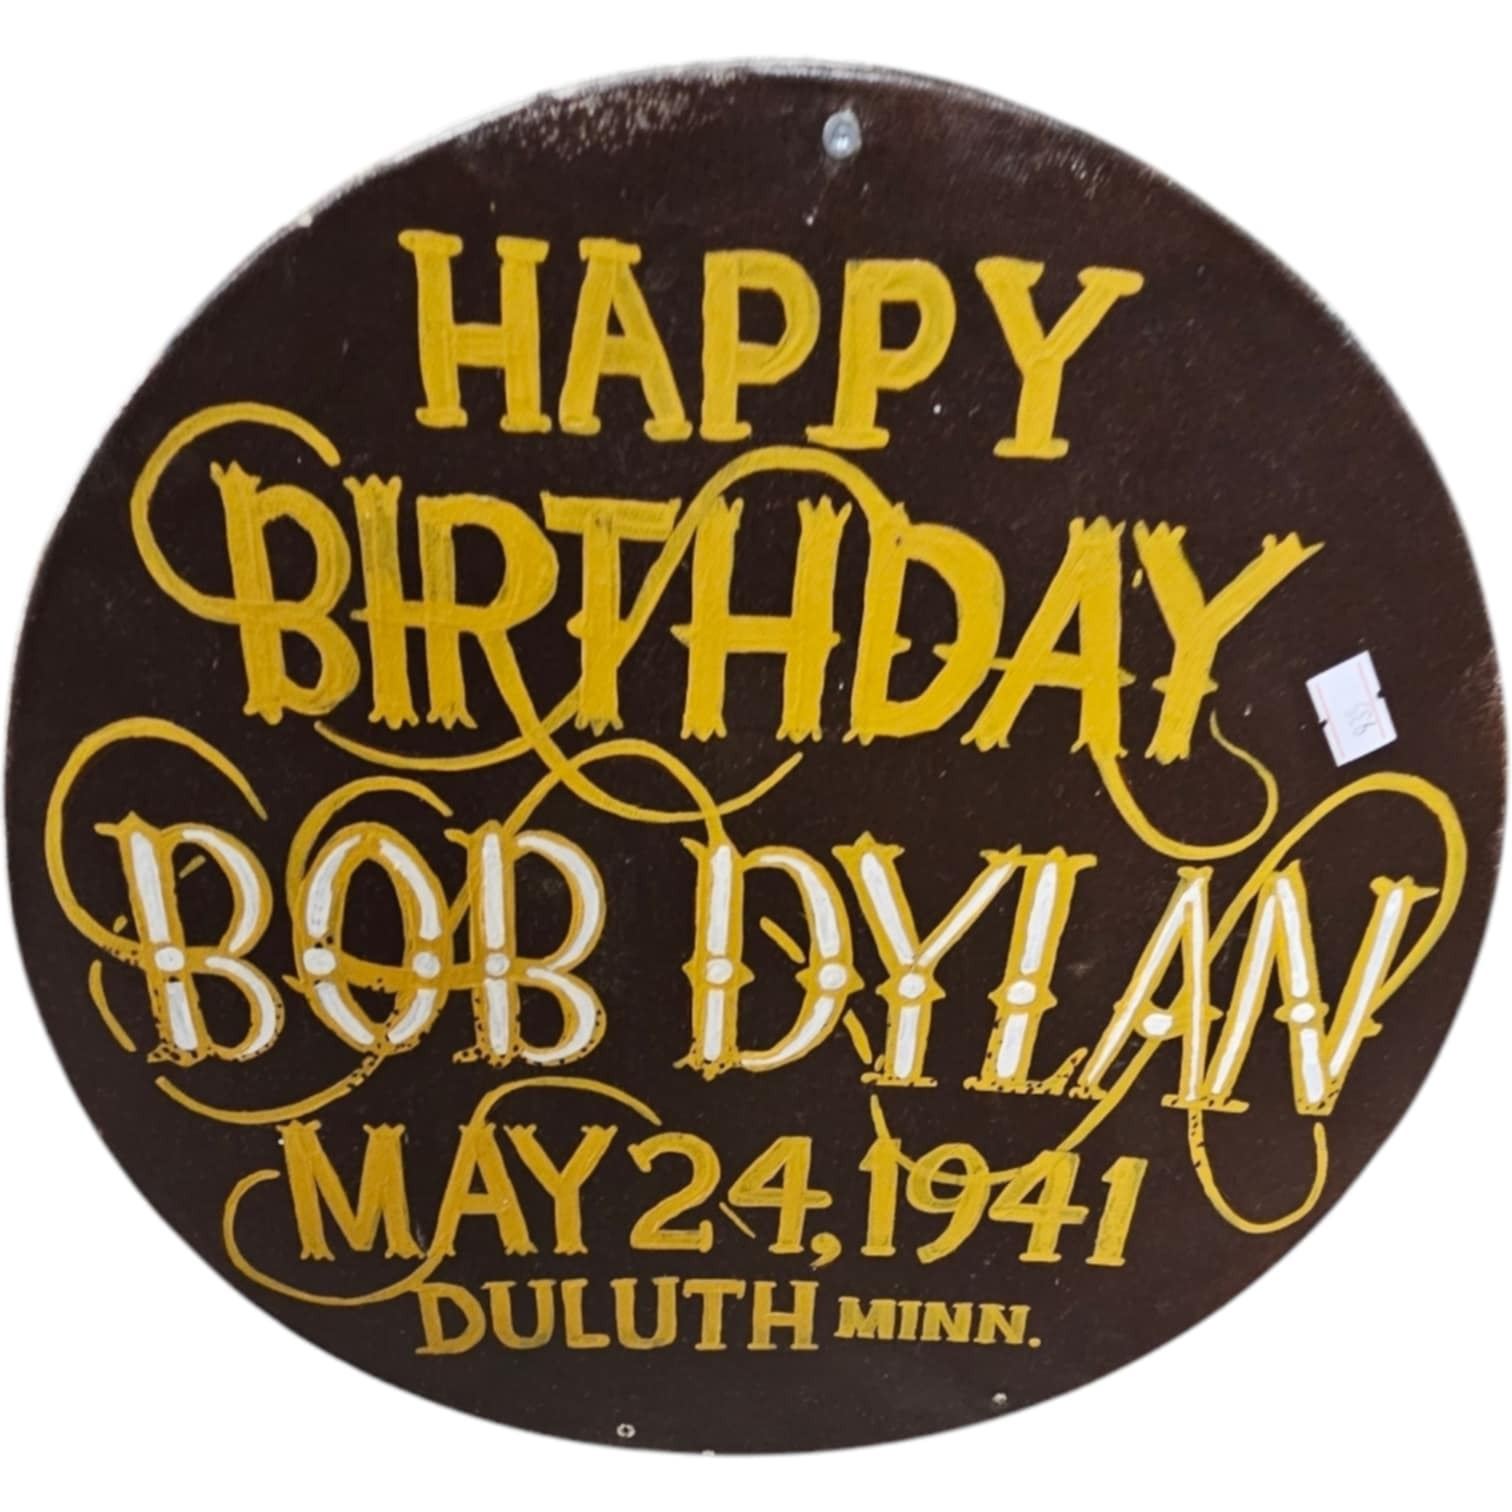 HAPPY
BIRTHDAY
BOB DYLAN
MAY 24, 1941
DULUTH MINN.